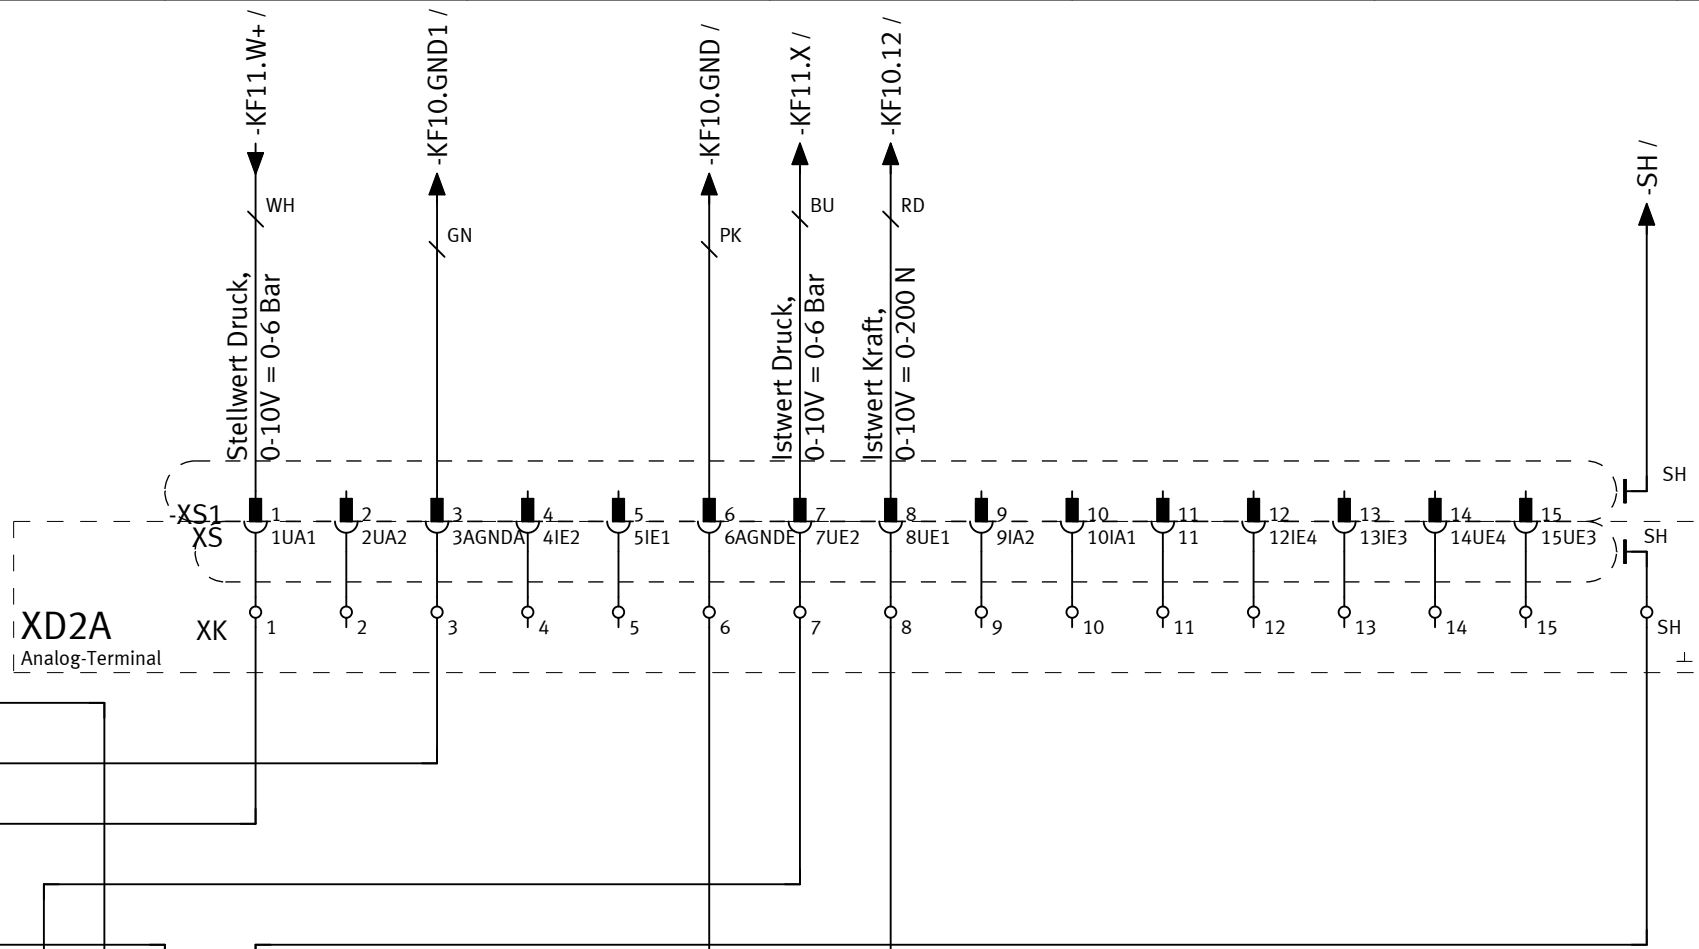 -KF11.W+ /
-KF10.GND1 /
-KF10.GND /
-KF11.X /
-KF10.12 /
-SH /
WH
GN
PK
BU
RD
Stellwert Druck,
0-10V = 0-6 Bar
Istwert Druck,
0-10V = 0-6 Bar
Istwert Kraft,
0-10V = 0-200 N
SH
-XS1 1 2 3 4 5 6 7 8 9 10 11 12 13 14 15
XS 1UA1 2UA2 3AGNDA 4IE2 5IE1 6AGNDE 7UE2 8UE1 9IA2 10IA1 11 12IE4 13IE3 14UE4 15UE3 SH
XD2A
Analog-Terminal
XK 1 2 3 4 5 6 7 8 9 10 11 12 13 14 15 SH